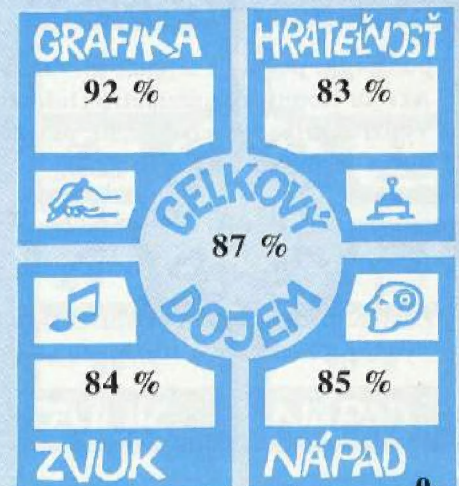 GRAFIKA
HRATEĽNOSŤ
92 %
83 %
CELKOVÝ
87 %
DOJEM
84 %
85 %
ZVUK
NÁPAD